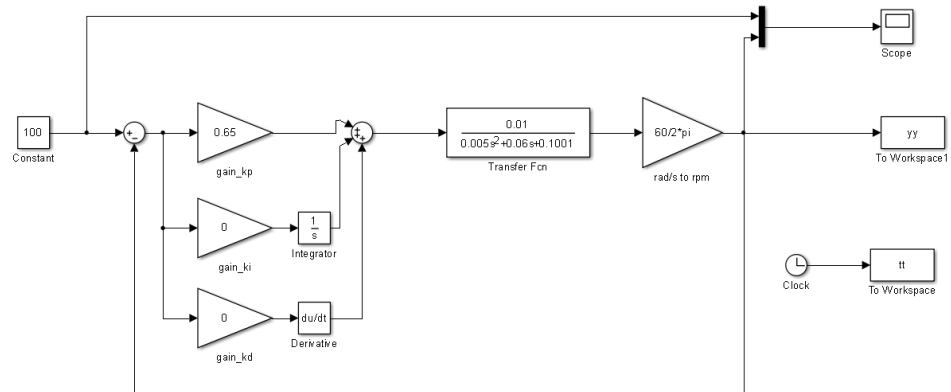 Scope
100
Constant
+
-
0.65
gain_kp
+
+
+
0.01
0.005s²+0.06s+0.1001
Transfer Fcn
60/2*pi
rad/s to rpm
yy
To Workspace1
0
gain_ki
1
s
Integrator
Clock
tt
To Workspace
0
gain_kd
du/dt
Derivative